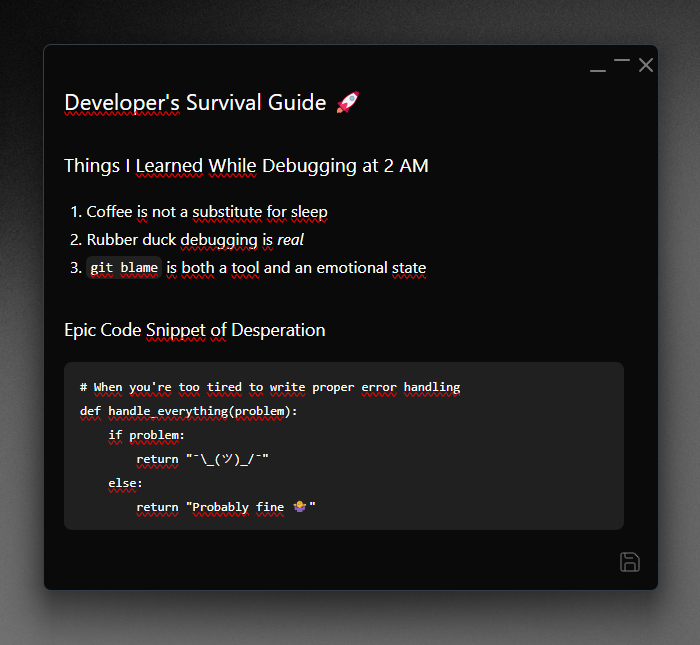 Developer's Survival Guide 🚀
Things I Learned While Debugging at 2 AM
1. Coffee is not a substitute for sleep
2. Rubber duck debugging is real
3. git blame is both a tool and an emotional state
Epic Code Snippet of Desperation
# When you're too tired to write proper error handling
def handle_everything(problem):
    if problem:
        return "¯\_(ツ)_/¯"
    else:
        return "Probably fine 🤷"